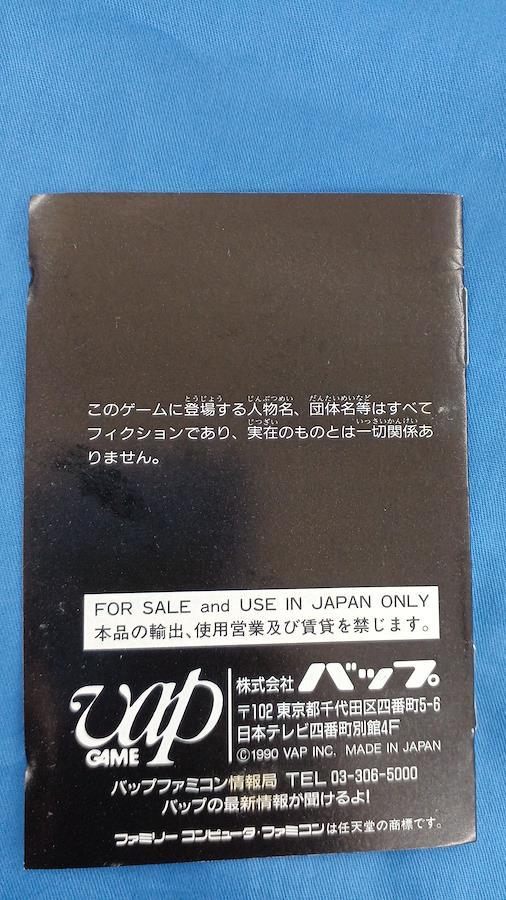 このゲームに登場する人物名、団体名等はすべて
フィクションであり、実在のものとは一切関係あ
りません。
FOR SALE and USE IN JAPAN ONLY
本品の輸出、使用営業及び賃貸を禁じます。
vap
GAME
株式会社 バップ
〒102 東京都千代田区四番町5-6
日本テレビ四番町別館4F
©1990 VAP INC. MADE IN JAPAN
バップファミコン情報局 TEL 03-306-5000
バップの最新情報が聞けるよ!
ファミリーコンピュータ・ファミコンは任天堂の商標です。